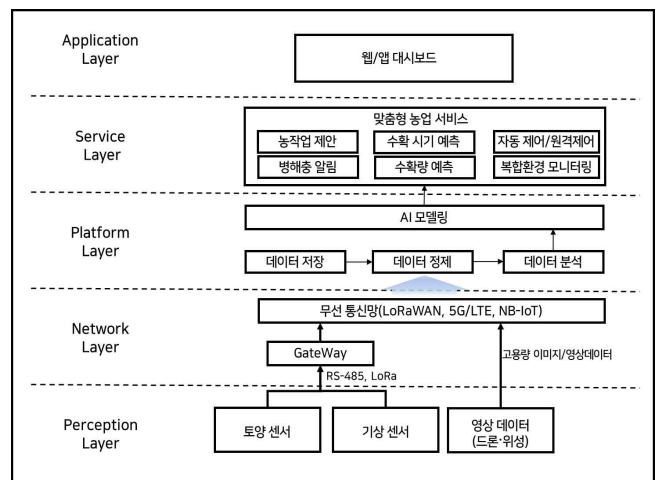 Application
Layer
웹/앱 대시보드
Service
Layer
맞춤형 농업 서비스
농작업 제안
수확 시기 예측
자동 제어/원격제어
병해충 알림
수확량 예측
복합환경 모니터링
Platform
Layer
AI 모델링
데이터 저장
데이터 정제
데이터 분석
Network
Layer
무선 통신망(LoRaWAN, 5G/LTE, NB-IoT)
GateWay
고용량 이미지/영상데이터
RS-485, LoRa
Perception
Layer
토양 센서
기상 센서
영상 데이터
(드론·위성)